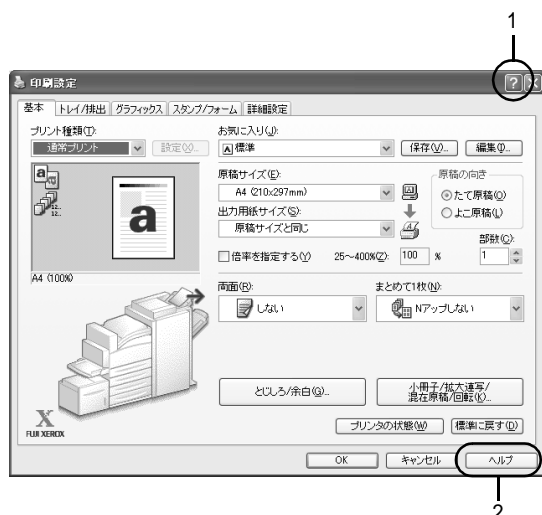 1
印刷設定
基本 トレイ/排出 グラフィックス スタンプ/フォーム 詳細設定
プリント種類(T):
通常プリント 設定(X)...
お気に入り(J):
標準 保存(V)... 編集(I)...
原稿サイズ(E):
A4 (210x297mm)
出力用紙サイズ(S):
原稿サイズと同じ
倍率を指定する(Y) 25～400%(Z): 100 %
原稿の向き
たて原稿(O)
よこ原稿(L)
部数(C):
1
A4 (100%)
両面(R):
しない
まとめて1枚(N):
Nアップしない
とじしろ/余白(G)...
小冊子/拡大連写/
混在原稿/回転(K)...
FUJI XEROX
プリンタの状態(W) 標準に戻す(D)
OK キャンセル ヘルプ
2